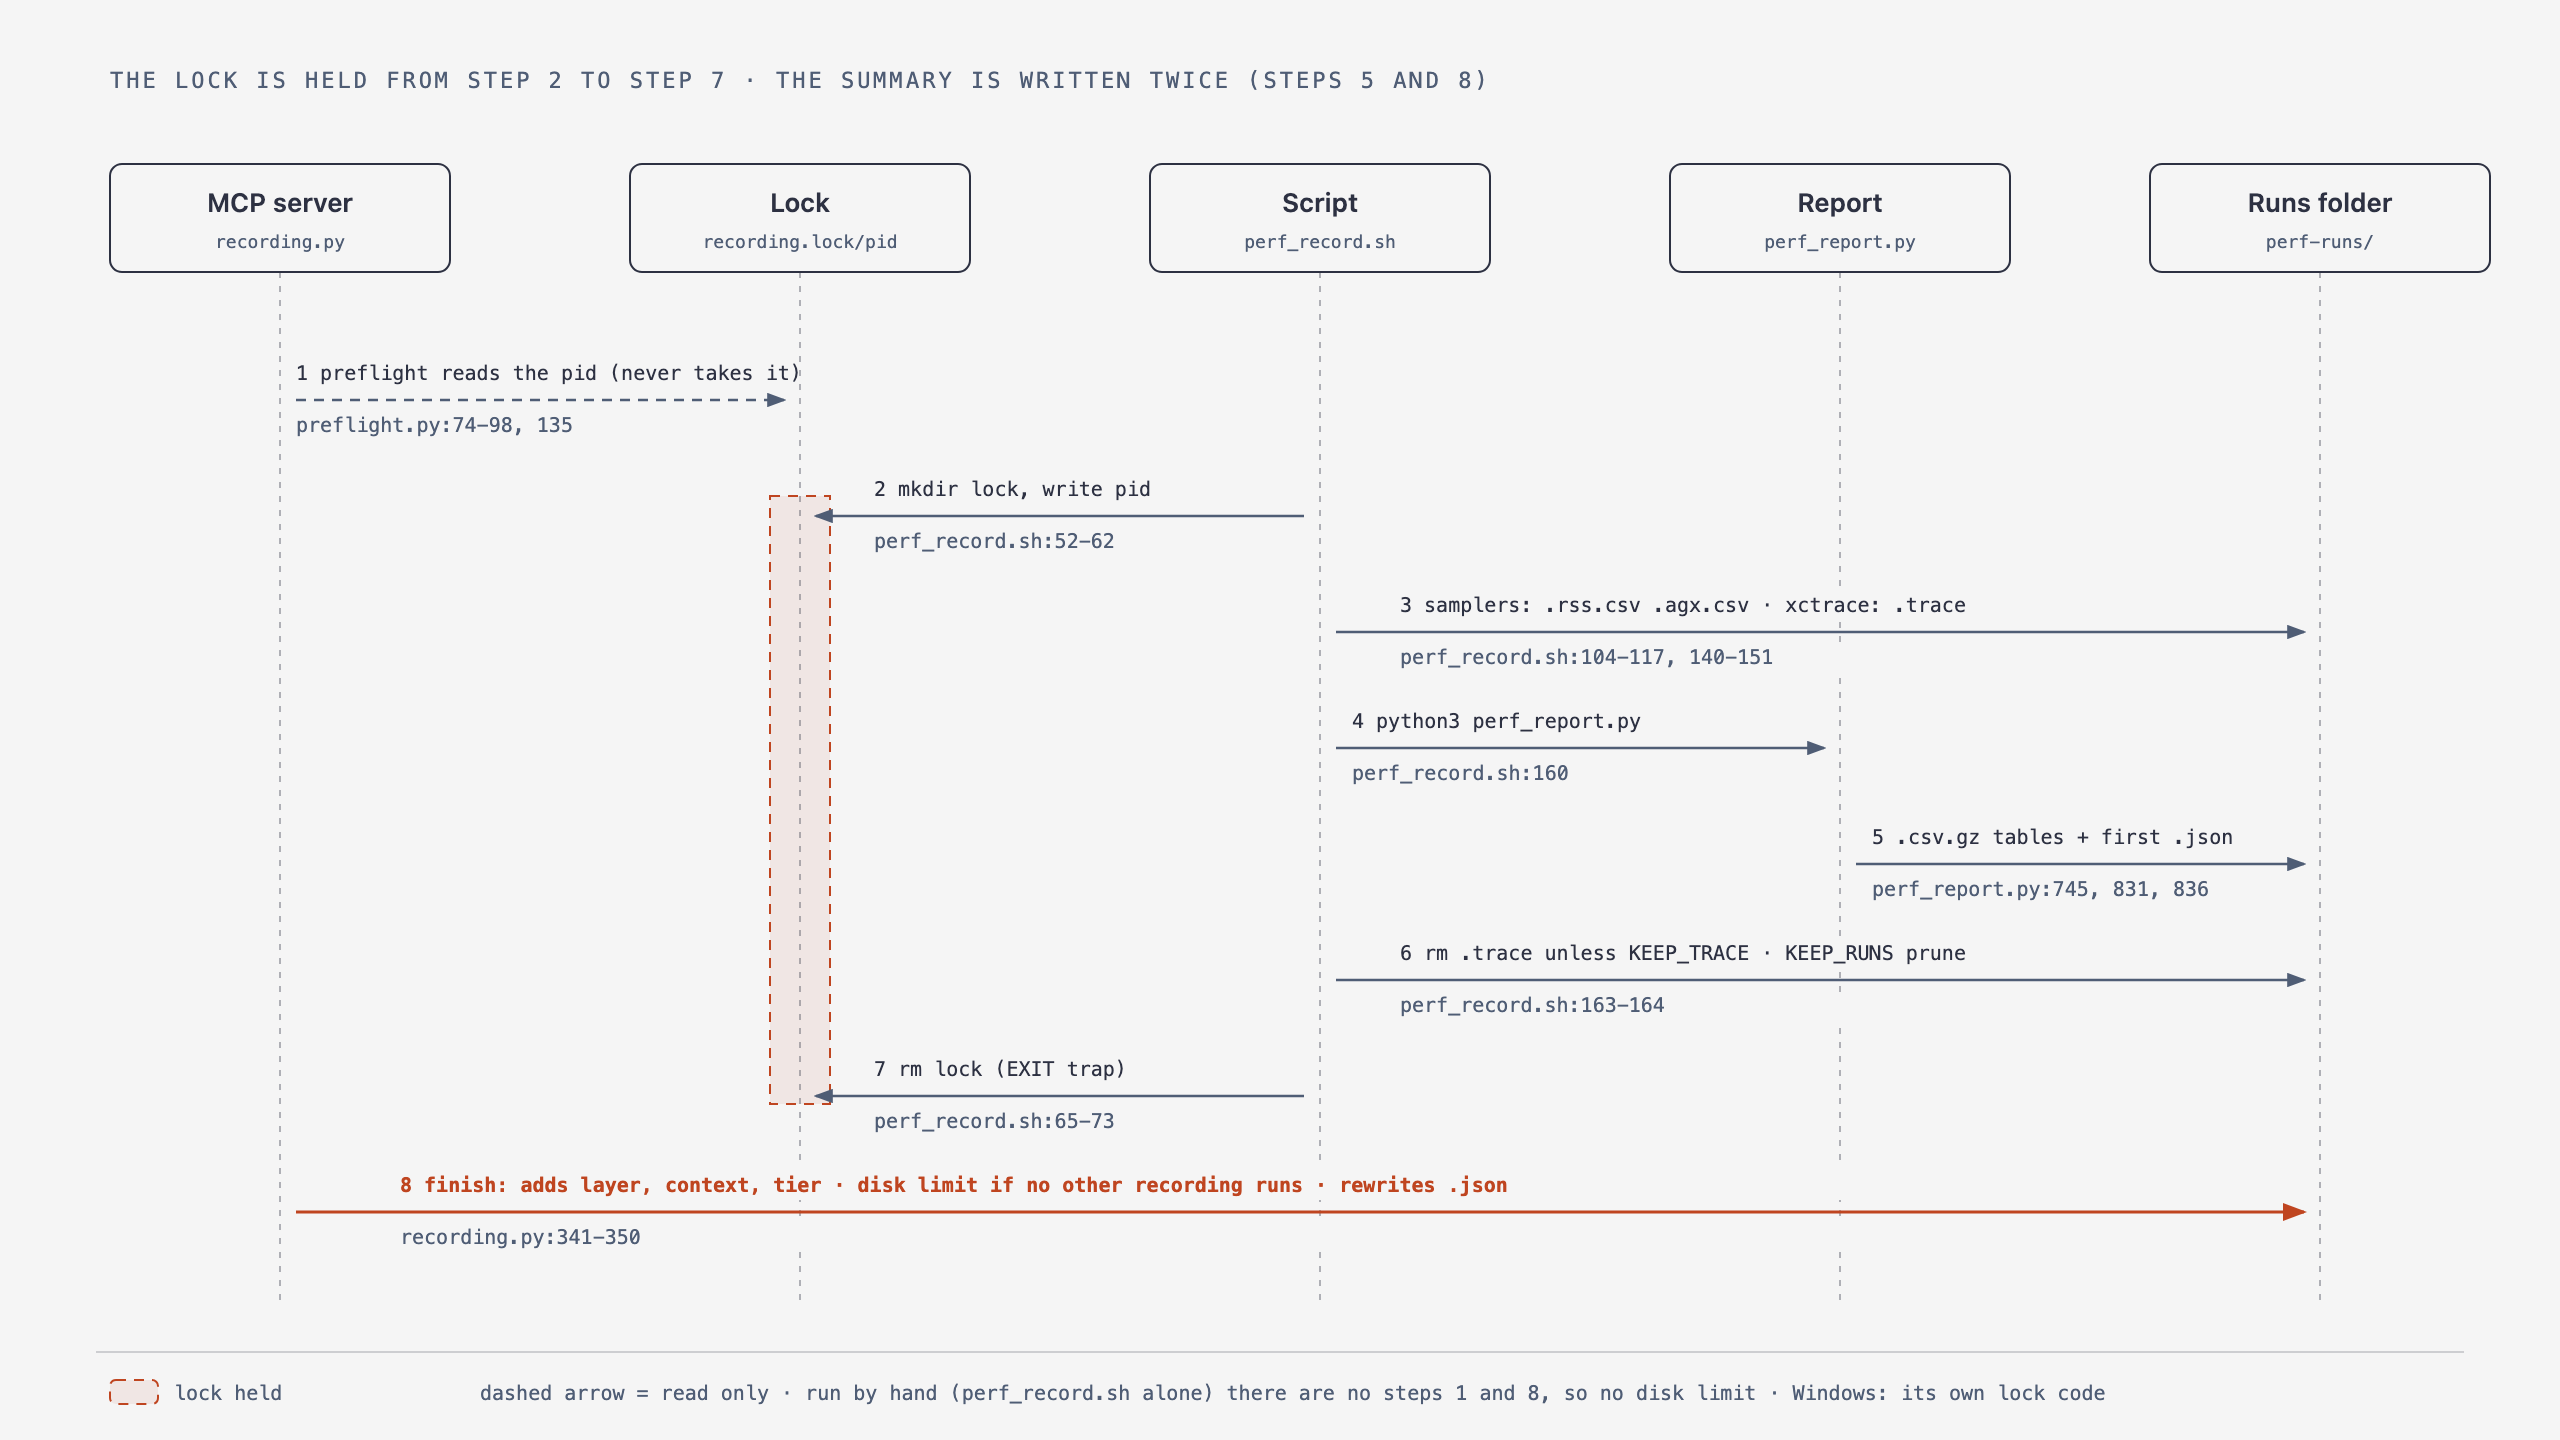 THE LOCK IS HELD FROM STEP 2 TO STEP 7 · THE SUMMARY IS WRITTEN TWICE (STEPS 5 AND 8)
MCP server
recording.py
Lock
recording.lock/pid
Script
perf_record.sh
Report
perf_report.py
Runs folder
perf-runs/
1 preflight reads the pid (never takes it)
preflight.py:74–98, 135
2 mkdir lock, write pid
perf_record.sh:52–62
3 samplers: .rss.csv .agx.csv · xctrace: .trace
perf_record.sh:104–117, 140–151
4 python3 perf_report.py
perf_record.sh:160
5 .csv.gz tables + first .json
perf_report.py:745, 831, 836
6 rm .trace unless KEEP_TRACE · KEEP_RUNS prune
perf_record.sh:163–164
7 rm lock (EXIT trap)
perf_record.sh:65–73
8 finish: adds layer, context, tier · disk limit if no other recording runs · rewrites .json
recording.py:341–350
lock held
dashed arrow = read only · run by hand (perf_record.sh alone) there are no steps 1 and 8, so no disk limit · Windows: its own lock code